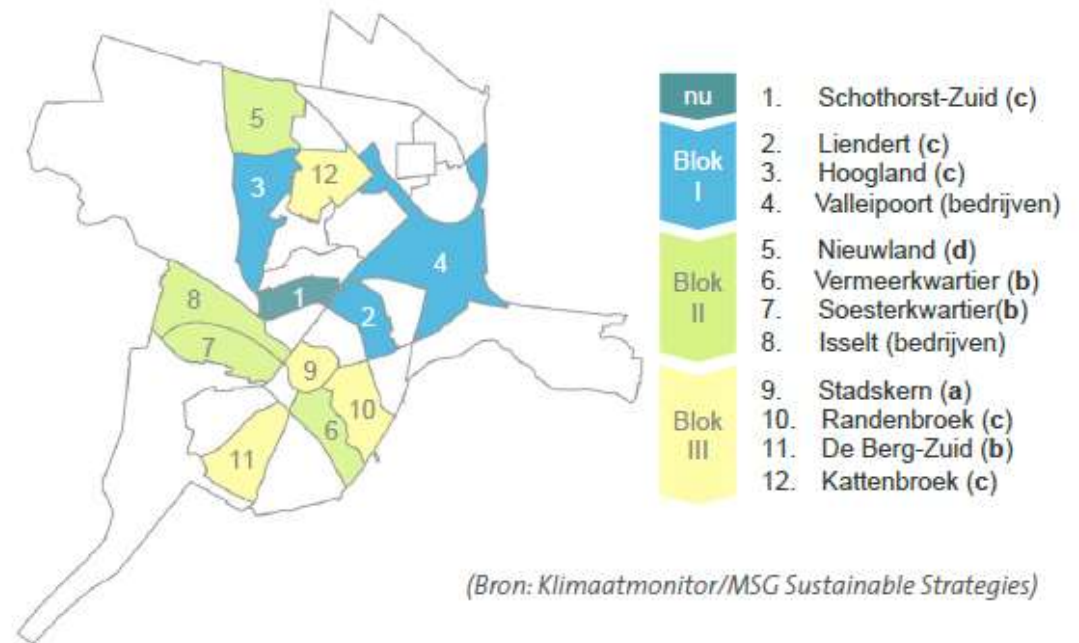 5
3
12
4
8
1
2
7
9
10
6
11
nu
1. Schothorst-Zuid (c)
Blok
I
2. Liendert (c)
3. Hoogland (c)
4. Valleipoort (bedrijven)
Blok
II
5. Nieuwland (d)
6. Vermeerkwartier (b)
7. Soesterkwartier(b)
8. Isselt (bedrijven)
Blok
III
9. Stadskern (a)
10. Randenbroek (c)
11. De Berg-Zuid (b)
12. Kattenbroek (c)
(Bron: Klimaatmonitor/MSG Sustainable Strategies)